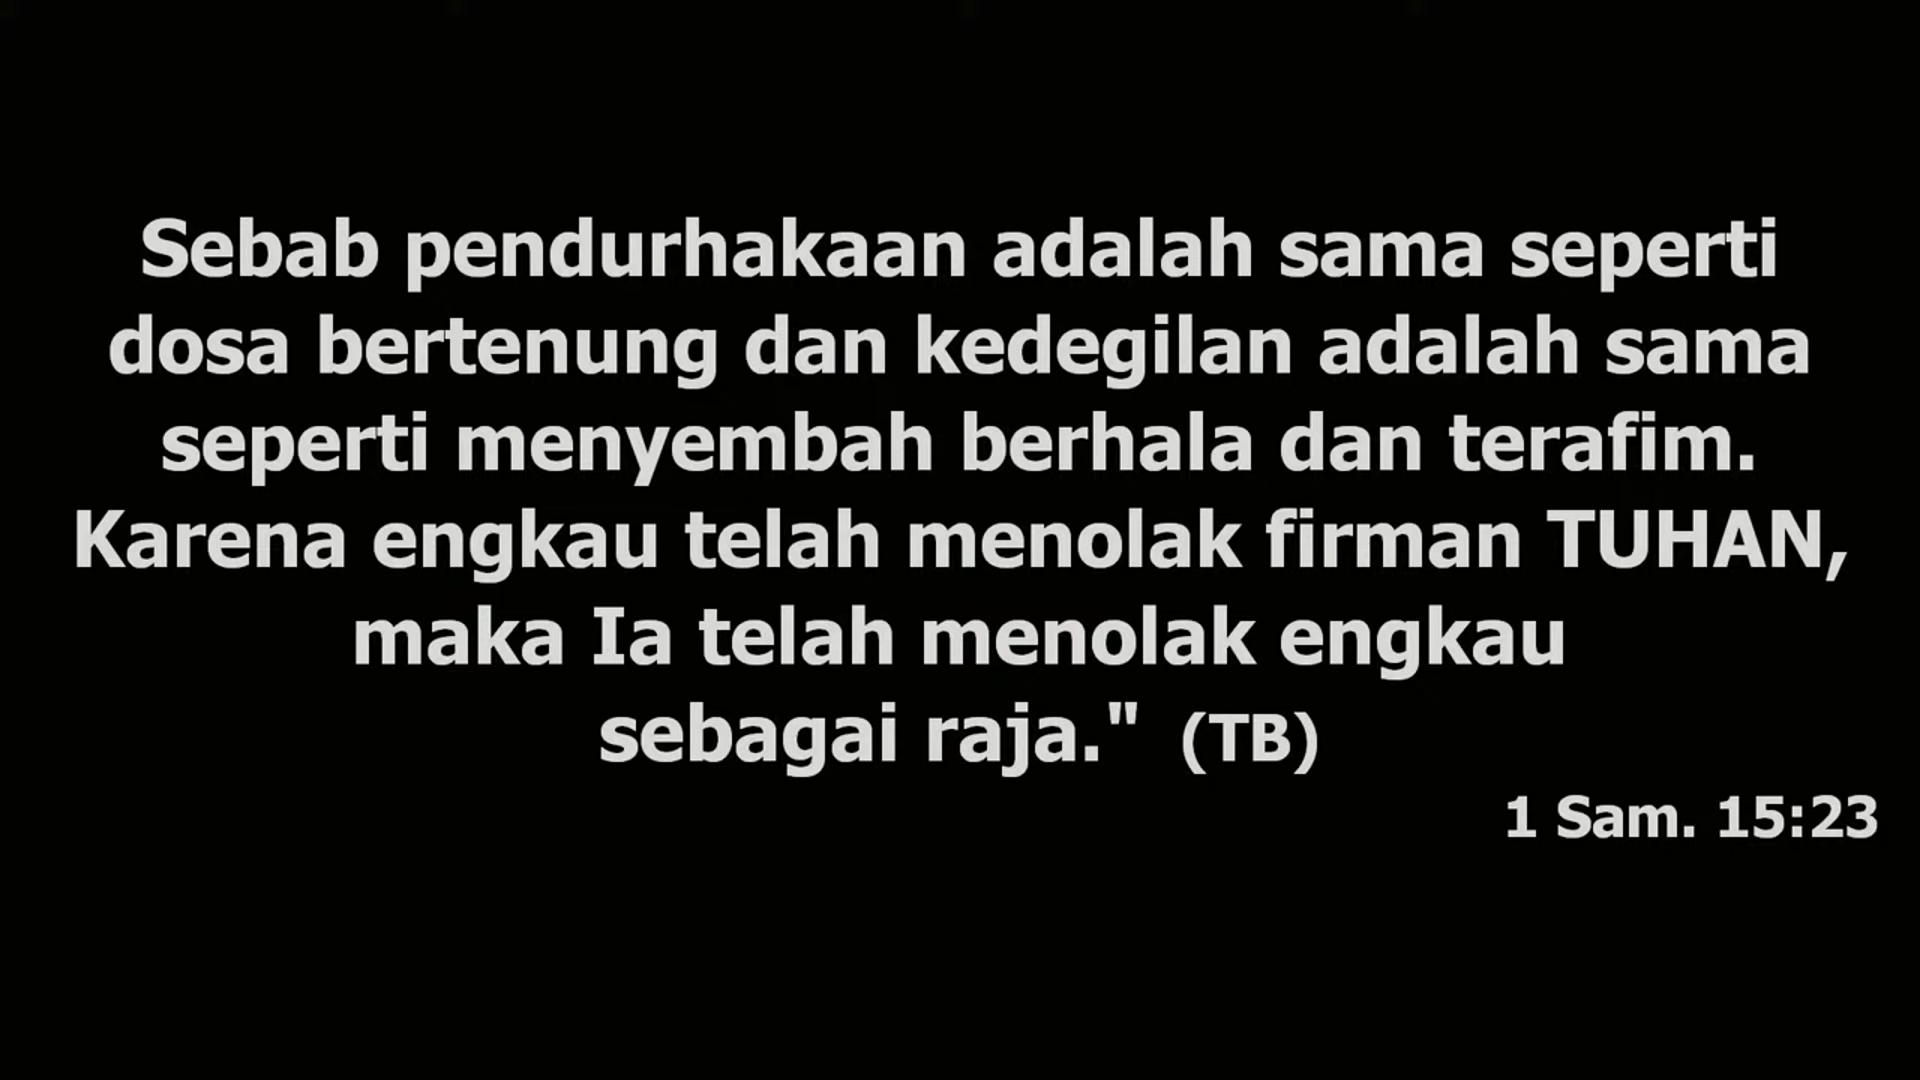 Sebab pendurhakaan adalah sama seperti
dosa bertenung dan kedegilan adalah sama
seperti menyembah berhala dan terafim.
Karena engkau telah menolak firman TUHAN,
maka Ia telah menolak engkau
sebagai raja." (TB)
1 Sam. 15:23